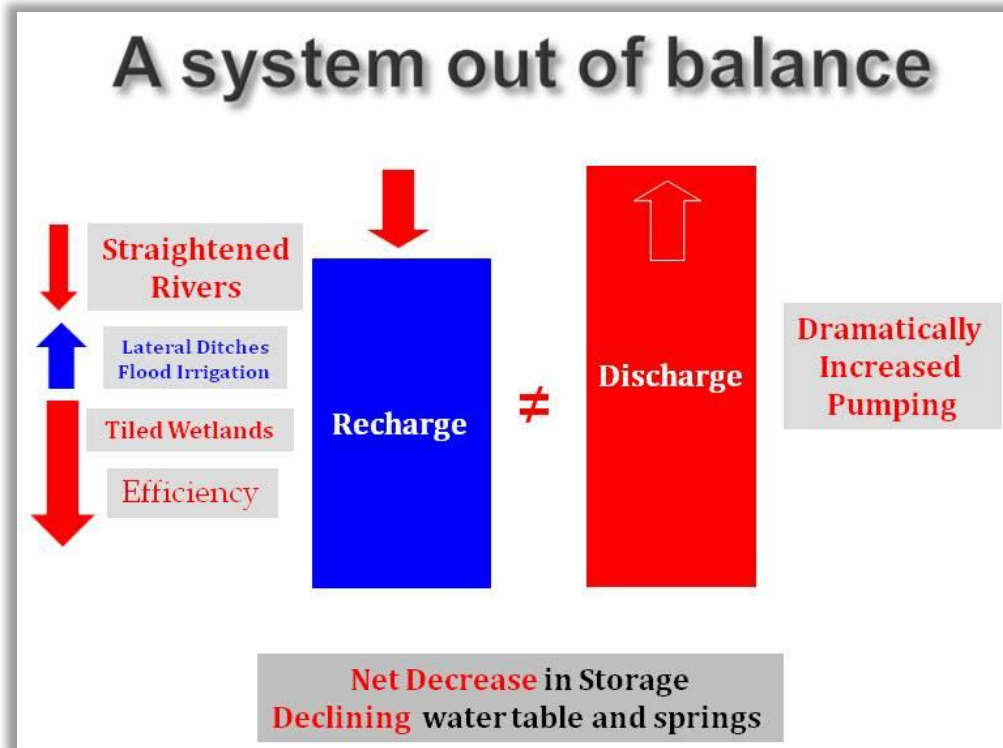 A system out of balance
Straightened
Rivers
Lateral Ditches
Flood Irrigation
Tiled Wetlands
Efficiency
Recharge
≠
Discharge
Dramatically
Increased
Pumping
Net Decrease in Storage
Declining water table and springs